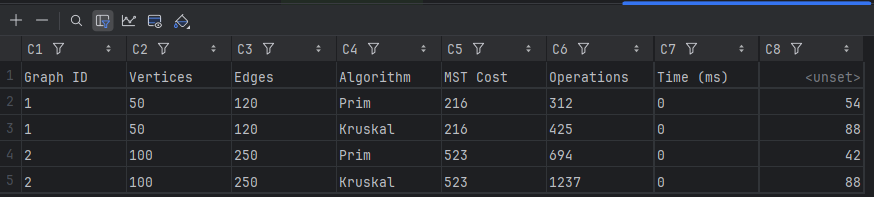 C1 C2 C3 C4 C5 C6 C7 C8
1 Graph ID Vertices Edges Algorithm MST Cost Operations Time (ms) <unset>
2 1 50 120 Prim 216 312 0 54
3 1 50 120 Kruskal 216 425 0 88
4 2 100 250 Prim 523 694 0 42
5 2 100 250 Kruskal 523 1237 0 88